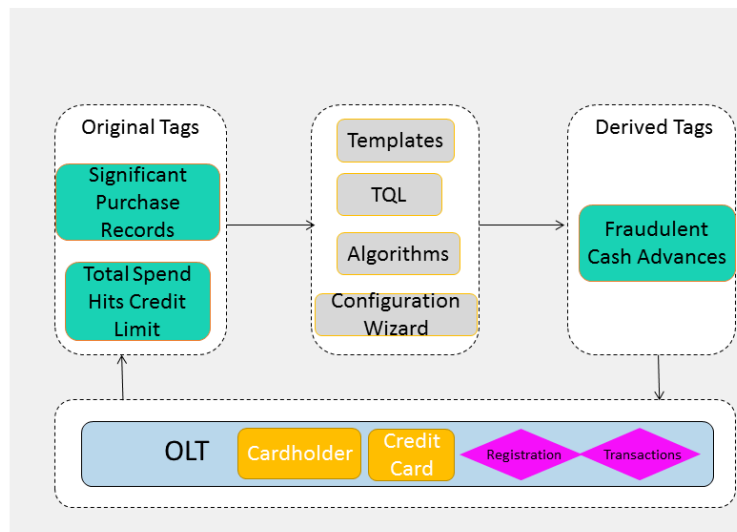 Original Tags
Significant
Purchase
Records
Total Spend
Hits Credit
Limit
Templates
TQL
Algorithms
Configuration
Wizard
Derived Tags
Fraudulent
Cash Advances
OLT
Cardholder
Credit
Card
Registration
Transactions